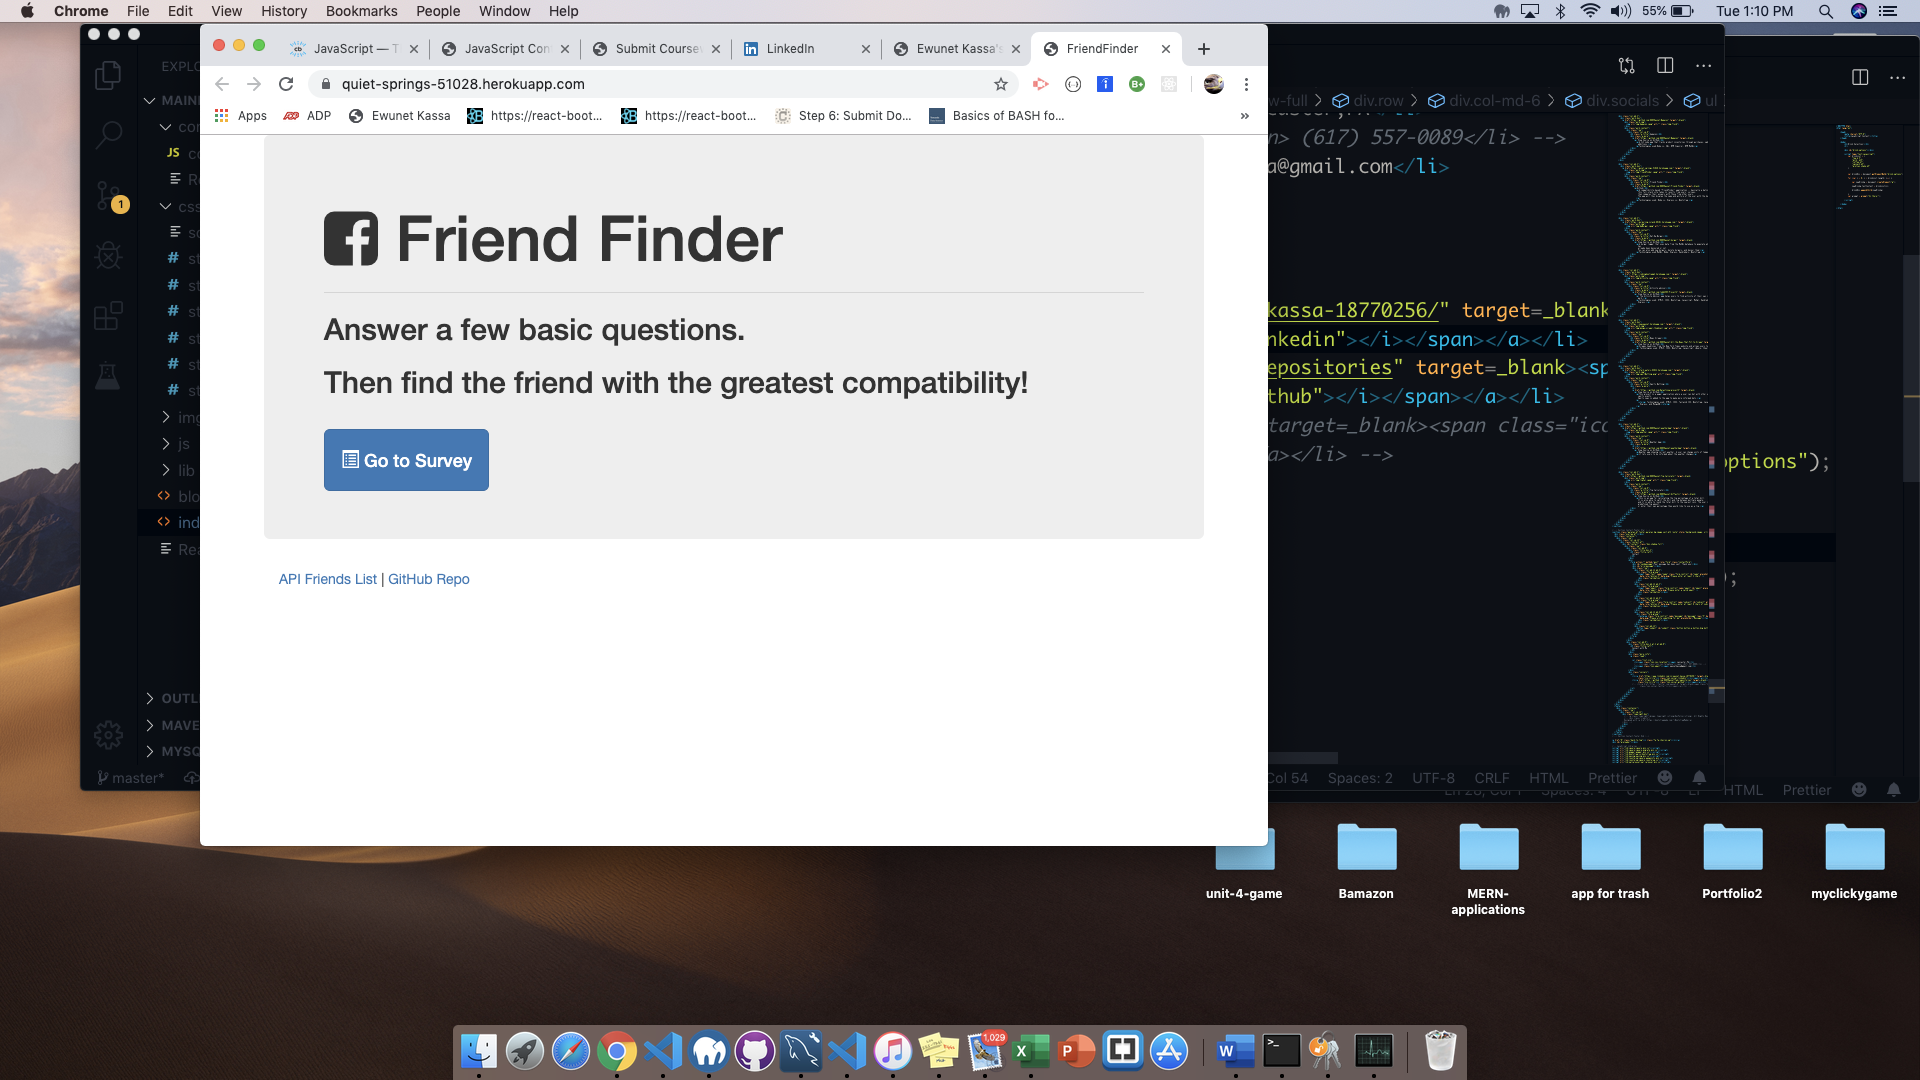 Chrome File Edit View History Bookmarks People Window Help
55% Tue 1:10 PM
JavaScript — T
JavaScript Con
Submit Coursew
LinkedIn
Ewunet Kassa's
FriendFinder
quiet-springs-51028.herokuapp.com
Apps
ADP
Ewunet Kassa
https://react-boot...
https://react-boot...
Step 6: Submit Do...
Basics of BASH fo...
»
Friend Finder
Answer a few basic questions.
Then find the friend with the greatest compatibility!
Go to Survey
API Friends List | GitHub Repo
EXPLO
MAIN
con
JS co
Re
css
sc
# st
# st
# st
# st
# st
# st
img
js
lib
blo
ind
Rea
OUTL
MAVE
MYSQ
master*
1
w-full > div.row > div.col-md-6 > div.socials > ul
n> (617) 557-0089</li> -->
a@gmail.com</li>
kassa-18770256/" target=_blank
nkedin"></i></span></a></li>
epositories" target=_blank><sp
thub"></i></span></a></li>
target=_blank><span class="ico
a></li> -->
options");
);
Col 54 Spaces: 2 UTF-8 CRLF HTML Prettier
HTML Prettier
unit-4-game
Bamazon
MERN-
applications
app for trash
Portfolio2
myclickygame
1,029